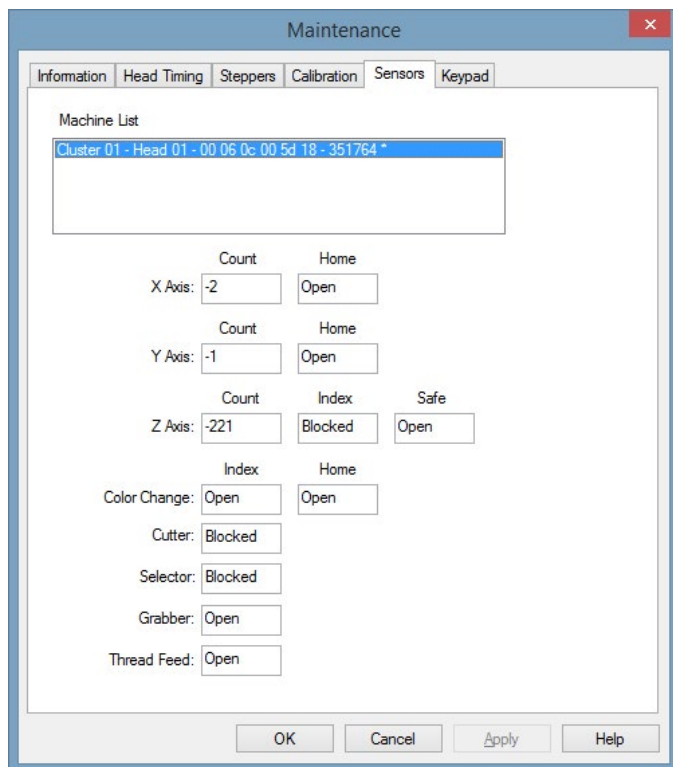 Maintenance
Information Head Timing Steppers Calibration Sensors Keypad
Machine List
Cluster 01 - Head 01 - 00 06 0c 00 5d 18 - 351764 *
Count Home
X Axis: -2 Open
Count Home
Y Axis: -1 Open
Count Index Safe
Z Axis: -221 Blocked Open
Index Home
Color Change: Open Open
Cutter: Blocked
Selector: Blocked
Grabber: Open
Thread Feed: Open
OK Cancel Apply Help